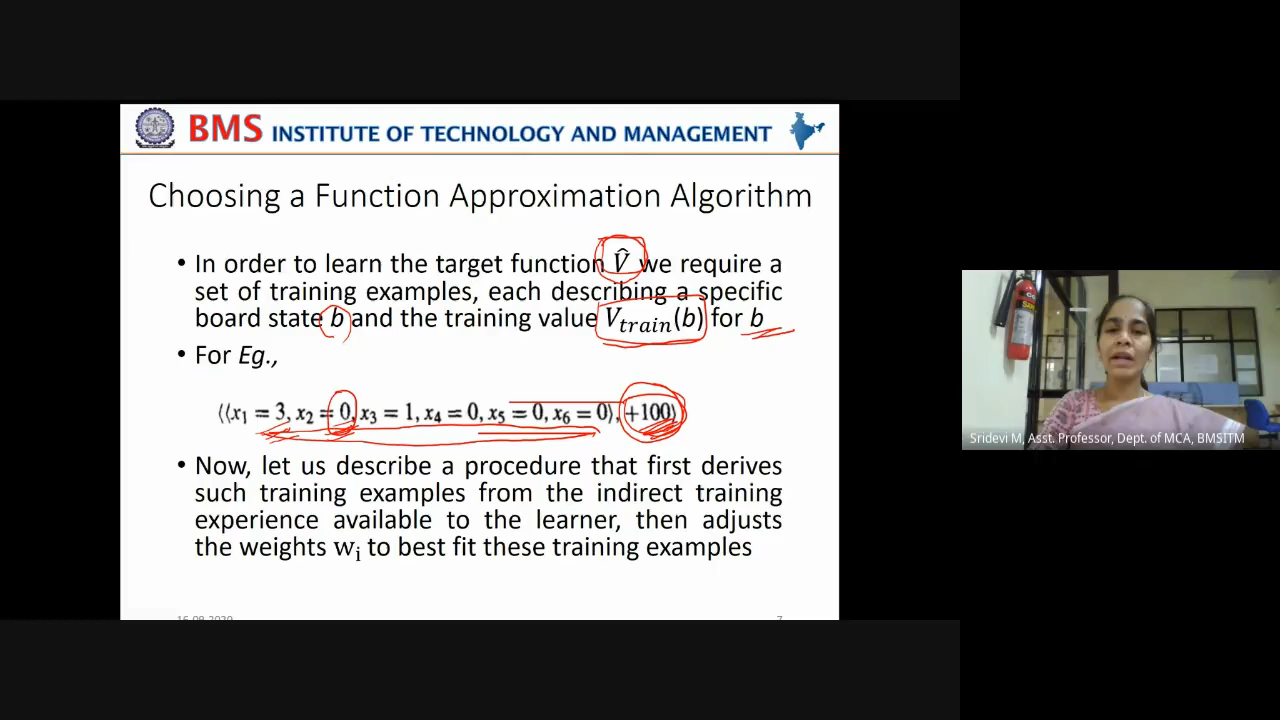 BMS INSTITUTE OF TECHNOLOGY AND MANAGEMENT
Choosing a Function Approximation Algorithm
• In order to learn the target function V̂ we require a
set of training examples, each describing a specific
board state b and the training value V_train(b) for b
• For Eg.,
⟨⟨x₁ = 3, x₂ = 0, x₃ = 1, x₄ = 0, x₅ = 0, x₆ = 0⟩, +100⟩
Sridevi M, Asst. Professor, Dept. of MCA, BMSITM
• Now, let us describe a procedure that first derives
such training examples from the indirect training
experience available to the learner, then adjusts
the weights wᵢ to best fit these training examples